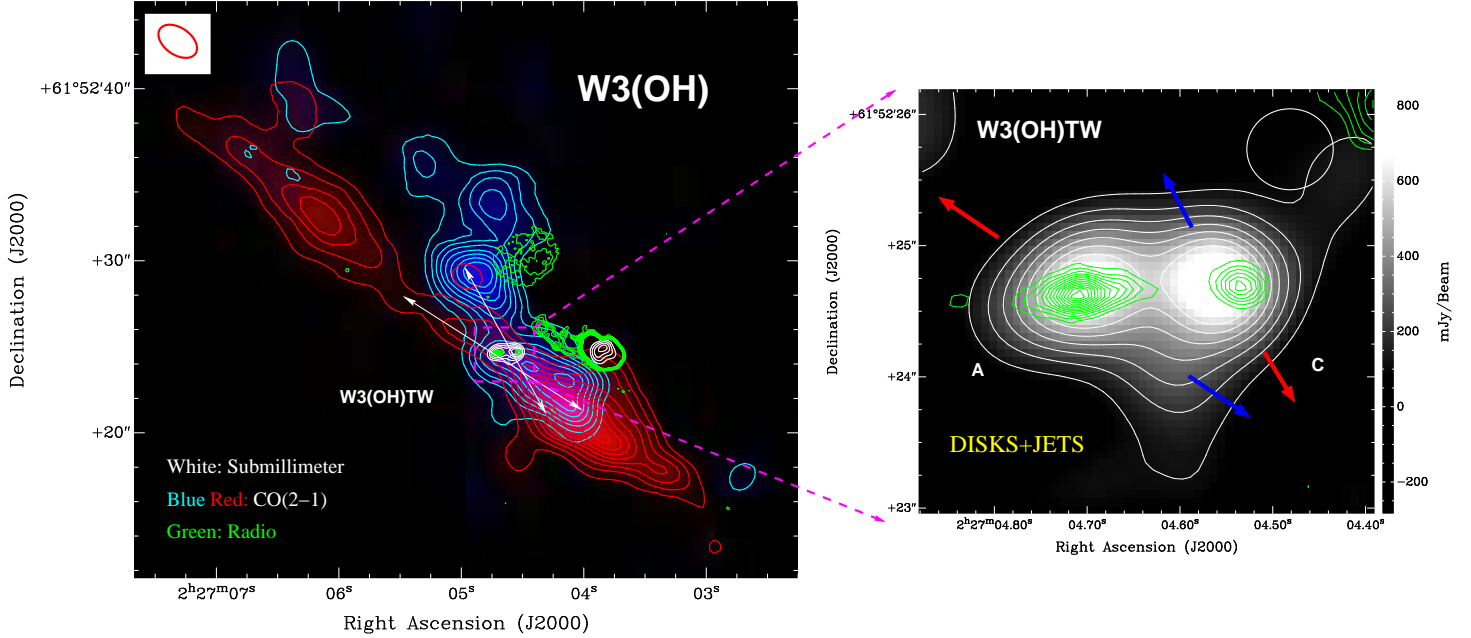 W3(OH)
+61°52′40″
+30″
+20″
Declination (J2000)
W3(OH)TW
White: Submillimeter
Blue Red: CO(2−1)
Green: Radio
2ʰ27ᵐ07ˢ
06ˢ
05ˢ
04ˢ
03ˢ
Right Ascension (J2000)
W3(OH)TW
+61°52′26″
+25″
+24″
+23″
Declination (J2000)
A
C
DISKS+JETS
2ʰ27ᵐ04.80ˢ
04.70ˢ
04.60ˢ
04.50ˢ
04.40ˢ
Right Ascension (J2000)
800
600
400
200
0
−200
mJy/Beam